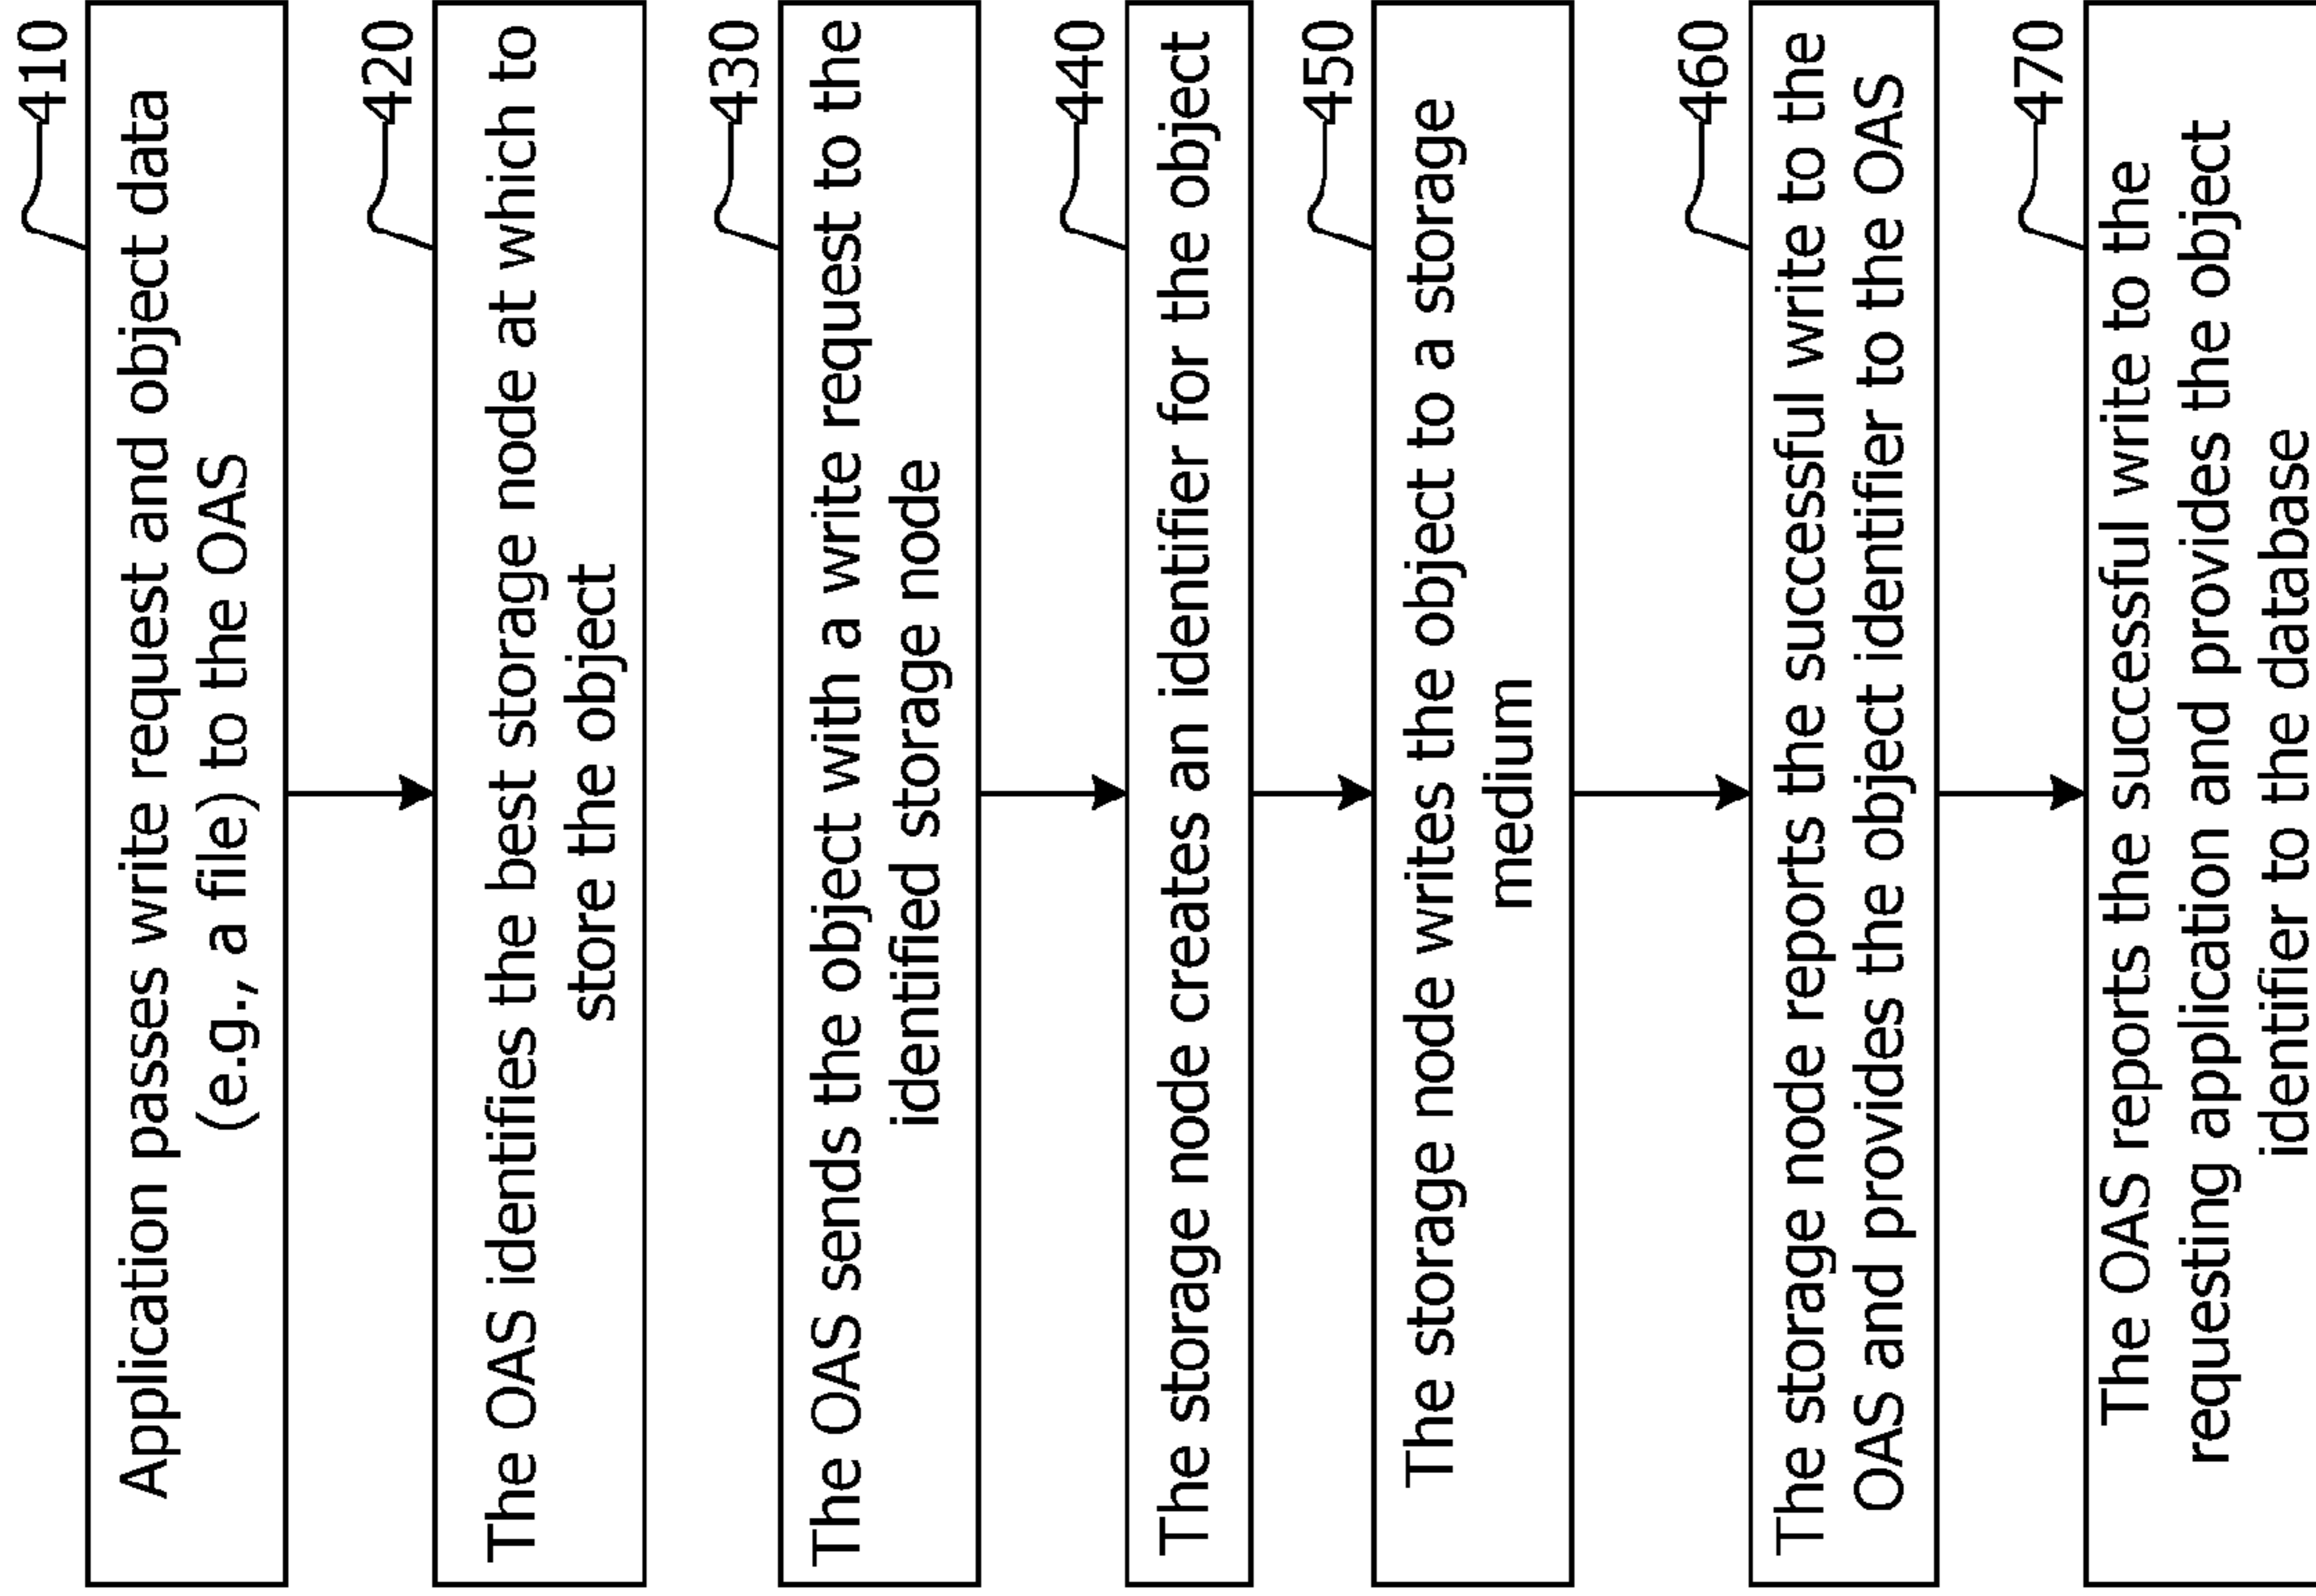 410
Application passes write request and object data
(e.g., a file) to the OAS
420
The OAS identifies the best storage node at which to
store the object
430
The OAS sends the object with a write request to the
identified storage node
440
The storage node creates an identifier for the object
450
The storage node writes the object to a storage
medium
460
The storage node reports the successful write to the
OAS and provides the object identifier to the OAS
470
The OAS reports the successful write to the
requesting application and provides the object
identifier to the database